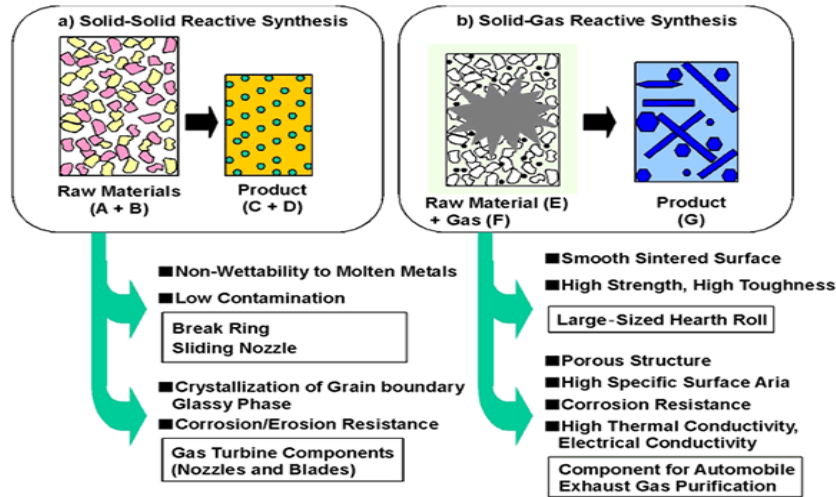 a) Solid-Solid Reactive Synthesis
Raw Materials
(A + B)
Product
(C + D)
■Non-Wettability to Molten Metals
■Low Contamination
Break Ring
Sliding Nozzle
■Crystallization of Grain boundary
Glassy Phase
■Corrosion/Erosion Resistance
Gas Turbine Components
(Nozzles and Blades)
b) Solid-Gas Reactive Synthesis
Raw Material (E)
+ Gas (F)
Product
(G)
■Smooth Sintered Surface
■High Strength, High Toughness
Large-Sized Hearth Roll
■Porous Structure
■High Specific Surface Aria
■Corrosion Resistance
■High Thermal Conductivity,
Electrical Conductivity
Component for Automobile
Exhaust Gas Purification